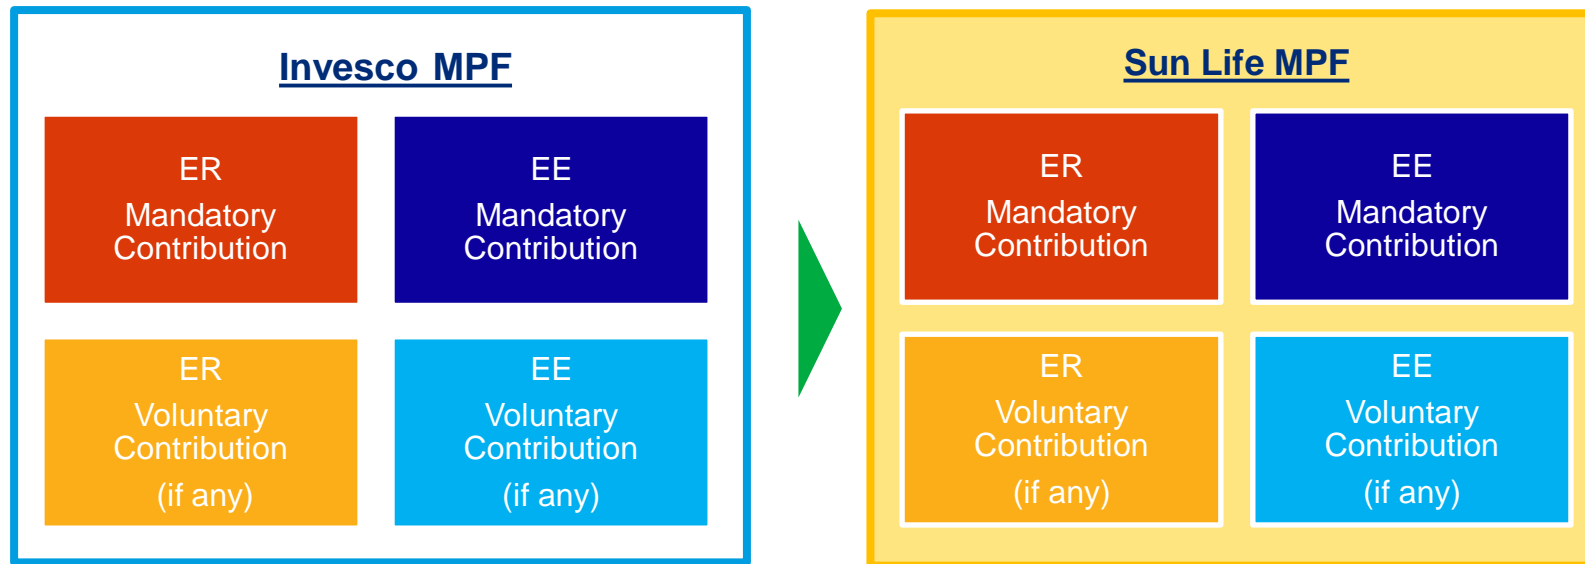 Invesco MPF
ER
Mandatory
Contribution
EE
Mandatory
Contribution
ER
Voluntary
Contribution
(if any)
EE
Voluntary
Contribution
(if any)
Sun Life MPF
ER
Mandatory
Contribution
EE
Mandatory
Contribution
ER
Voluntary
Contribution
(if any)
EE
Voluntary
Contribution
(if any)